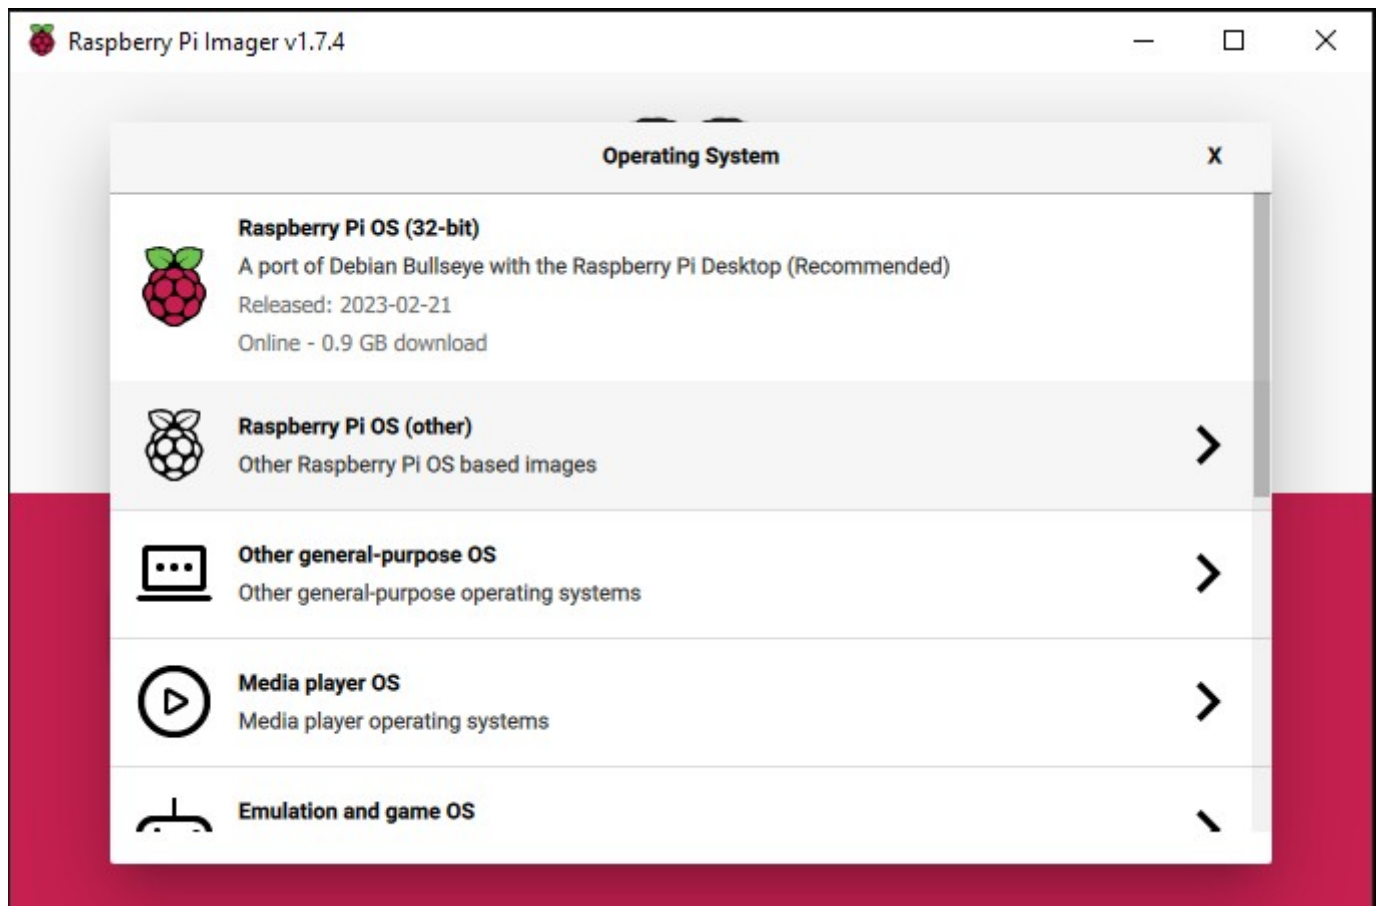 Raspberry Pi Imager v1.7.4
Operating System
X
Raspberry Pi OS (32-bit)
A port of Debian Bullseye with the Raspberry Pi Desktop (Recommended)
Released: 2023-02-21
Online - 0.9 GB download
Raspberry Pi OS (other)
Other Raspberry Pi OS based images
Other general-purpose OS
Other general-purpose operating systems
Media player OS
Media player operating systems
Emulation and game OS